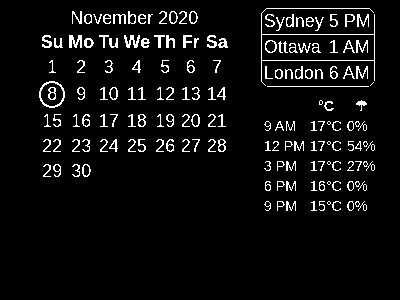 November 2020
Su Mo Tu We Th Fr Sa
1 2 3 4 5 6 7
8 9 10 11 12 13 14
15 16 17 18 19 20 21
22 23 24 25 26 27 28
29 30
Sydney 5 PM
Ottawa 1 AM
London 6 AM
°C ☂
9 AM 17°C 0%
12 PM 17°C 54%
3 PM 17°C 27%
6 PM 16°C 0%
9 PM 15°C 0%